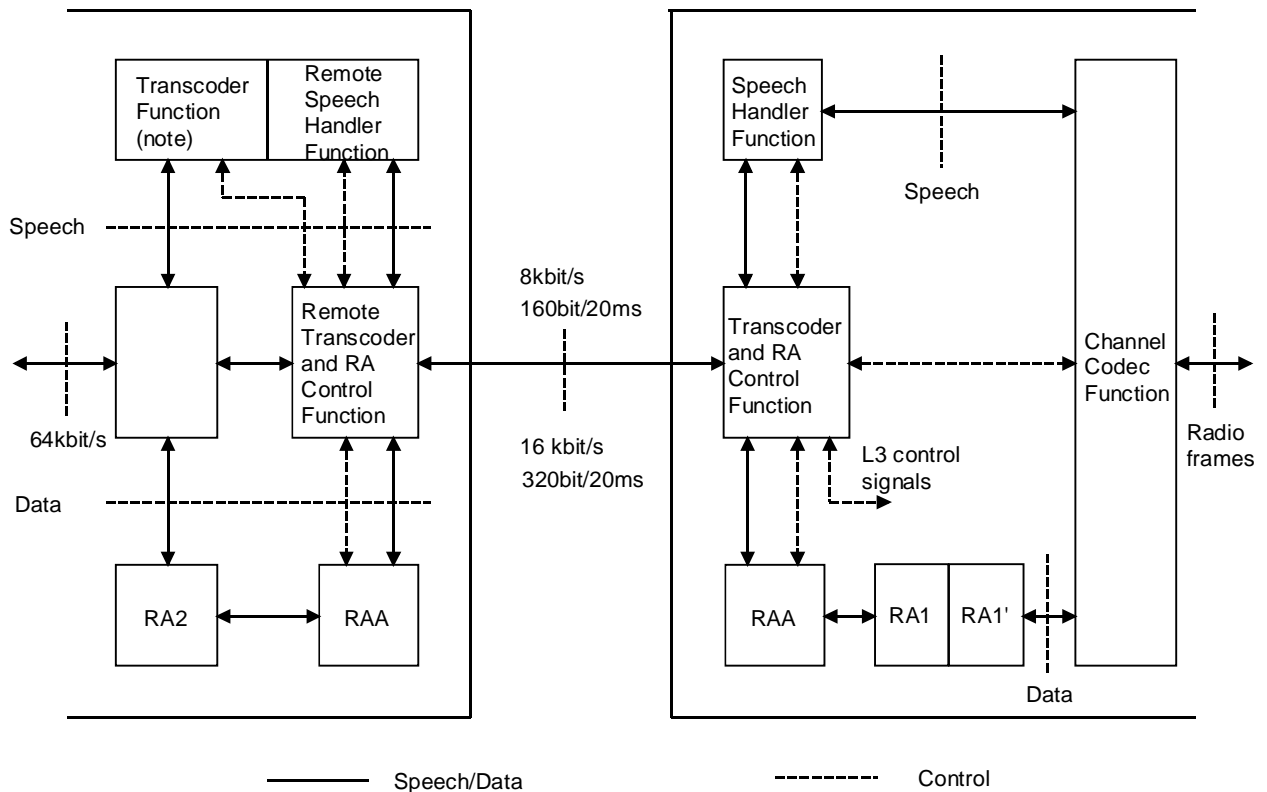 Transcoder
Function
(note)
Remote
Speech
Handler
Function
Speech
Handler
Function
Speech
Speech
8kbit/s
160bit/20ms
Remote
Transcoder
and RA
Control
Function
Transcoder
and RA
Control
Function
Channel
Codec
Function
64kbit/s
16 kbit/s
320bit/20ms
L3 control
signals
Radio
frames
Data
RA2
RAA
RAA
RA1
RA1'
Data
Speech/Data
Control